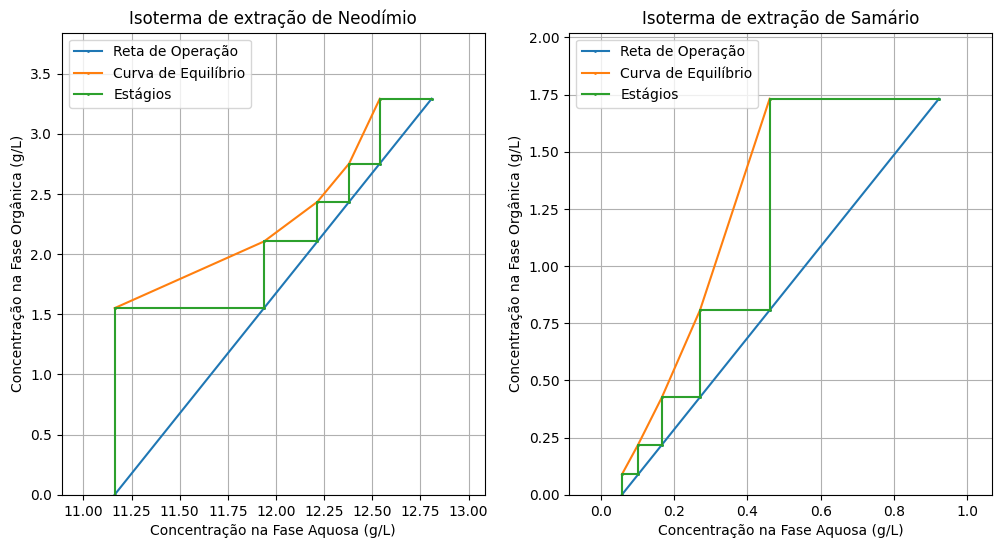 Isoterma de extração de Neodímio
Reta de Operação
Curva de Equilíbrio
Estágios
Concentração na Fase Orgânica (g/L)
3.5
3.0
2.5
2.0
1.5
1.0
0.5
0.0
11.00 11.25 11.50 11.75 12.00 12.25 12.50 12.75 13.00
Concentração na Fase Aquosa (g/L)
Isoterma de extração de Samário
Reta de Operação
Curva de Equilíbrio
Estágios
Concentração na Fase Orgânica (g/L)
2.00
1.75
1.50
1.25
1.00
0.75
0.50
0.25
0.00
0.0 0.2 0.4 0.6 0.8 1.0
Concentração na Fase Aquosa (g/L)